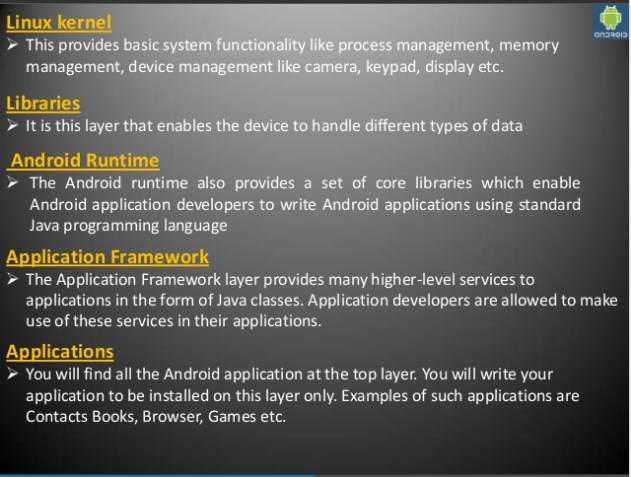 Linux kernel
➢ This provides basic system functionality like process management, memory
management, device management like camera, keypad, display etc.
Libraries
➢ It is this layer that enables the device to handle different types of data
Android Runtime
➢ The Android runtime also provides a set of core libraries which enable
Android application developers to write Android applications using standard
Java programming language
Application Framework
➢ The Application Framework layer provides many higher-level services to
applications in the form of Java classes. Application developers are allowed to make
use of these services in their applications.
Applications
➢ You will find all the Android application at the top layer. You will write your
application to be installed on this layer only. Examples of such applications are
Contacts Books, Browser, Games etc.
android